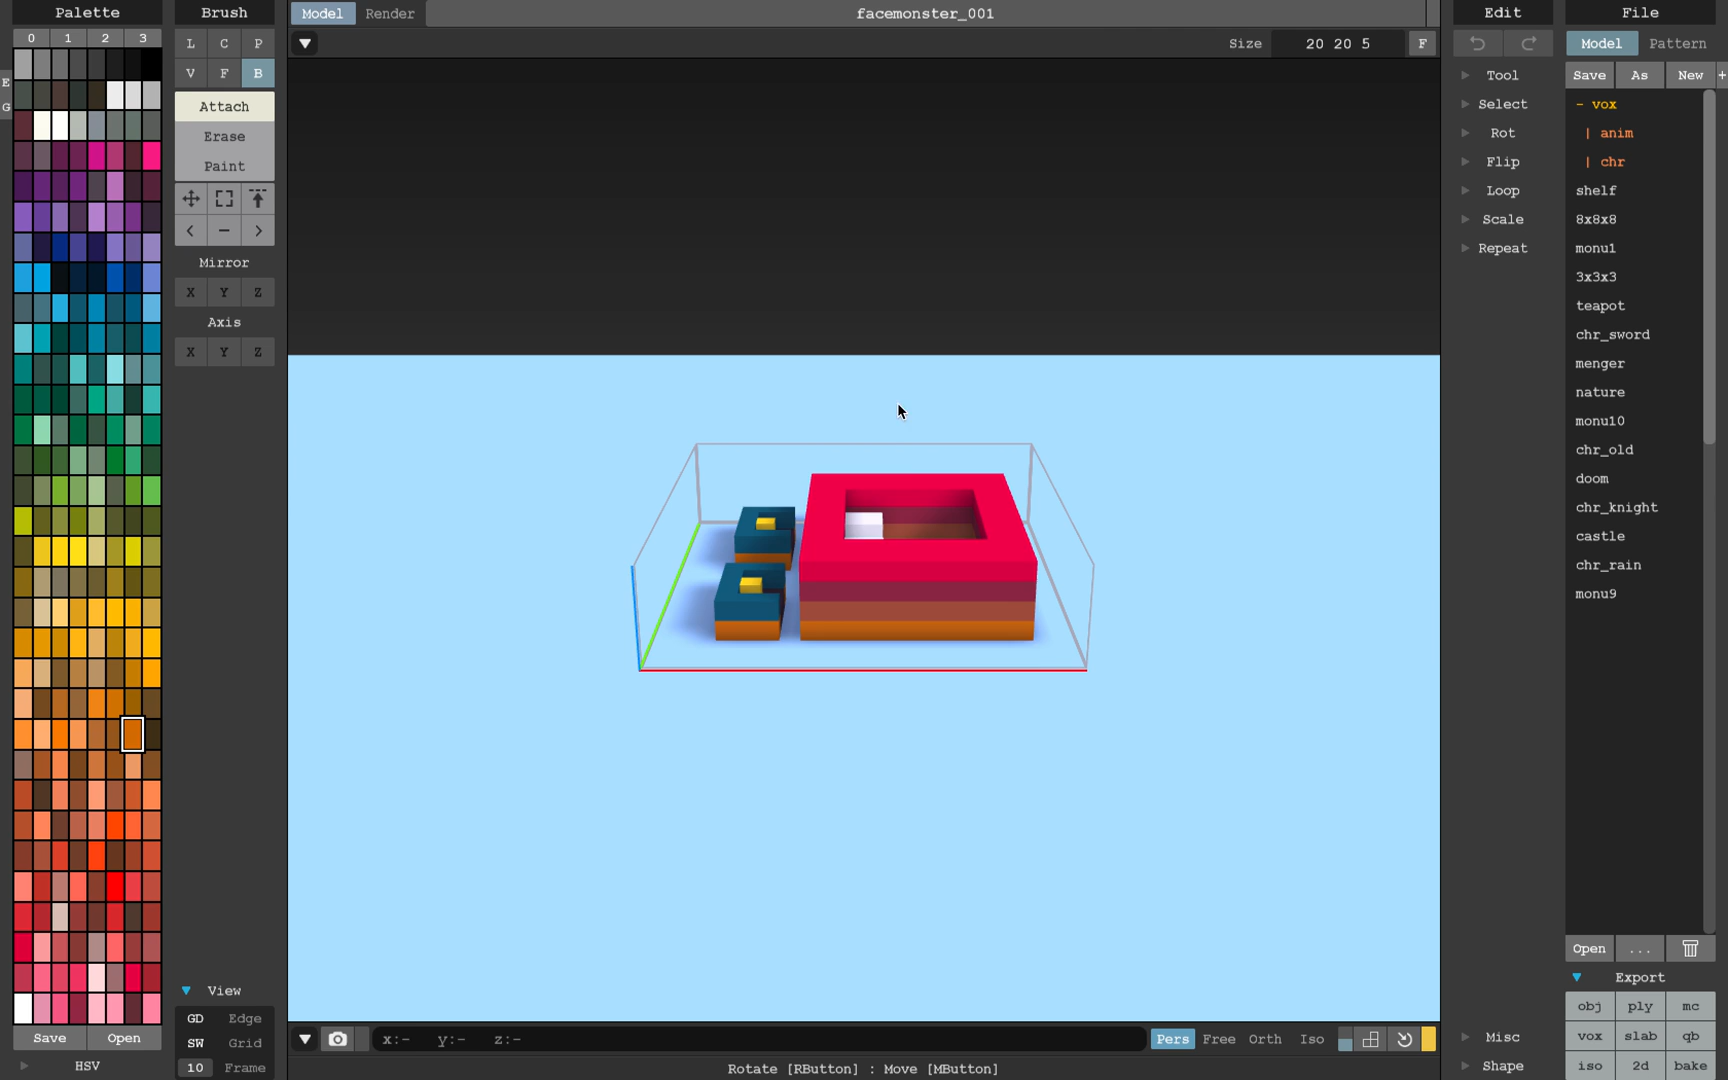 Palette
0 1 2 3
E
G
Save Open
HSV
Brush
L C P
V F B
Attach
Erase
Paint
Mirror
X Y Z
Axis
X Y Z
View
GD Edge
SW Grid
10 Frame
Model Render facemonster_001
Size 20 20 5 F
x:- y:- z:-
Pers Free Orth Iso
Rotate [RButton] : Move [MButton]
Edit
Tool
Select
Rot
Flip
Loop
Scale
Repeat
Misc
Shape
File
Model Pattern
Save As New +
- vox
| anim
| chr
shelf
8x8x8
monu1
3x3x3
teapot
chr_sword
menger
nature
monu10
chr_old
doom
chr_knight
castle
chr_rain
monu9
Open ...
Export
obj ply mc
vox slab qb
iso 2d bake